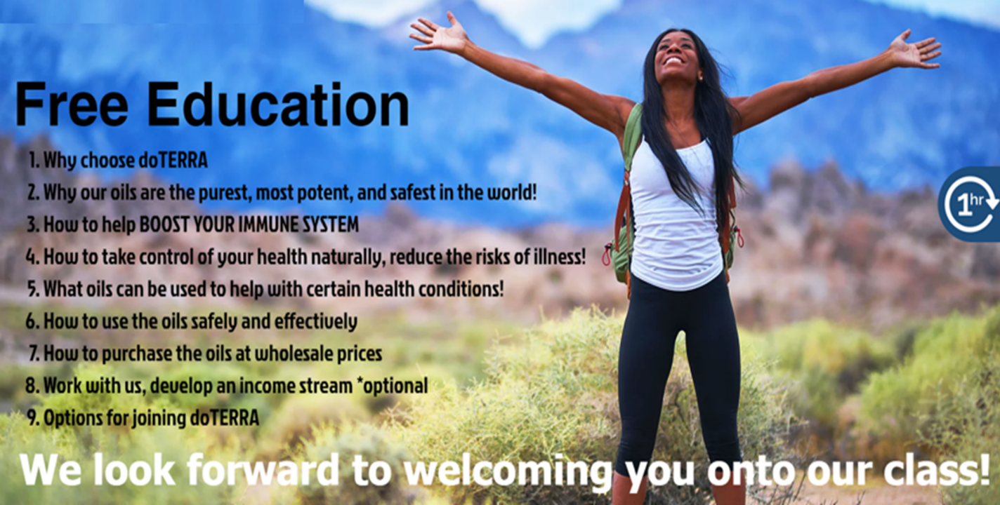 Free Education
1. Why choose doTERRA
2. Why our oils are the purest, most potent, and safest in the world!
3. How to help BOOST YOUR IMMUNE SYSTEM
4. How to take control of your health naturally, reduce the risks of illness!
5. What oils can be used to help with certain health conditions!
6. How to use the oils safely and effectively
7. How to purchase the oils at wholesale prices
8. Work with us, develop an income stream *optional
9. Options for joining doTERRA
1hr
We look forward to welcoming you onto our class!